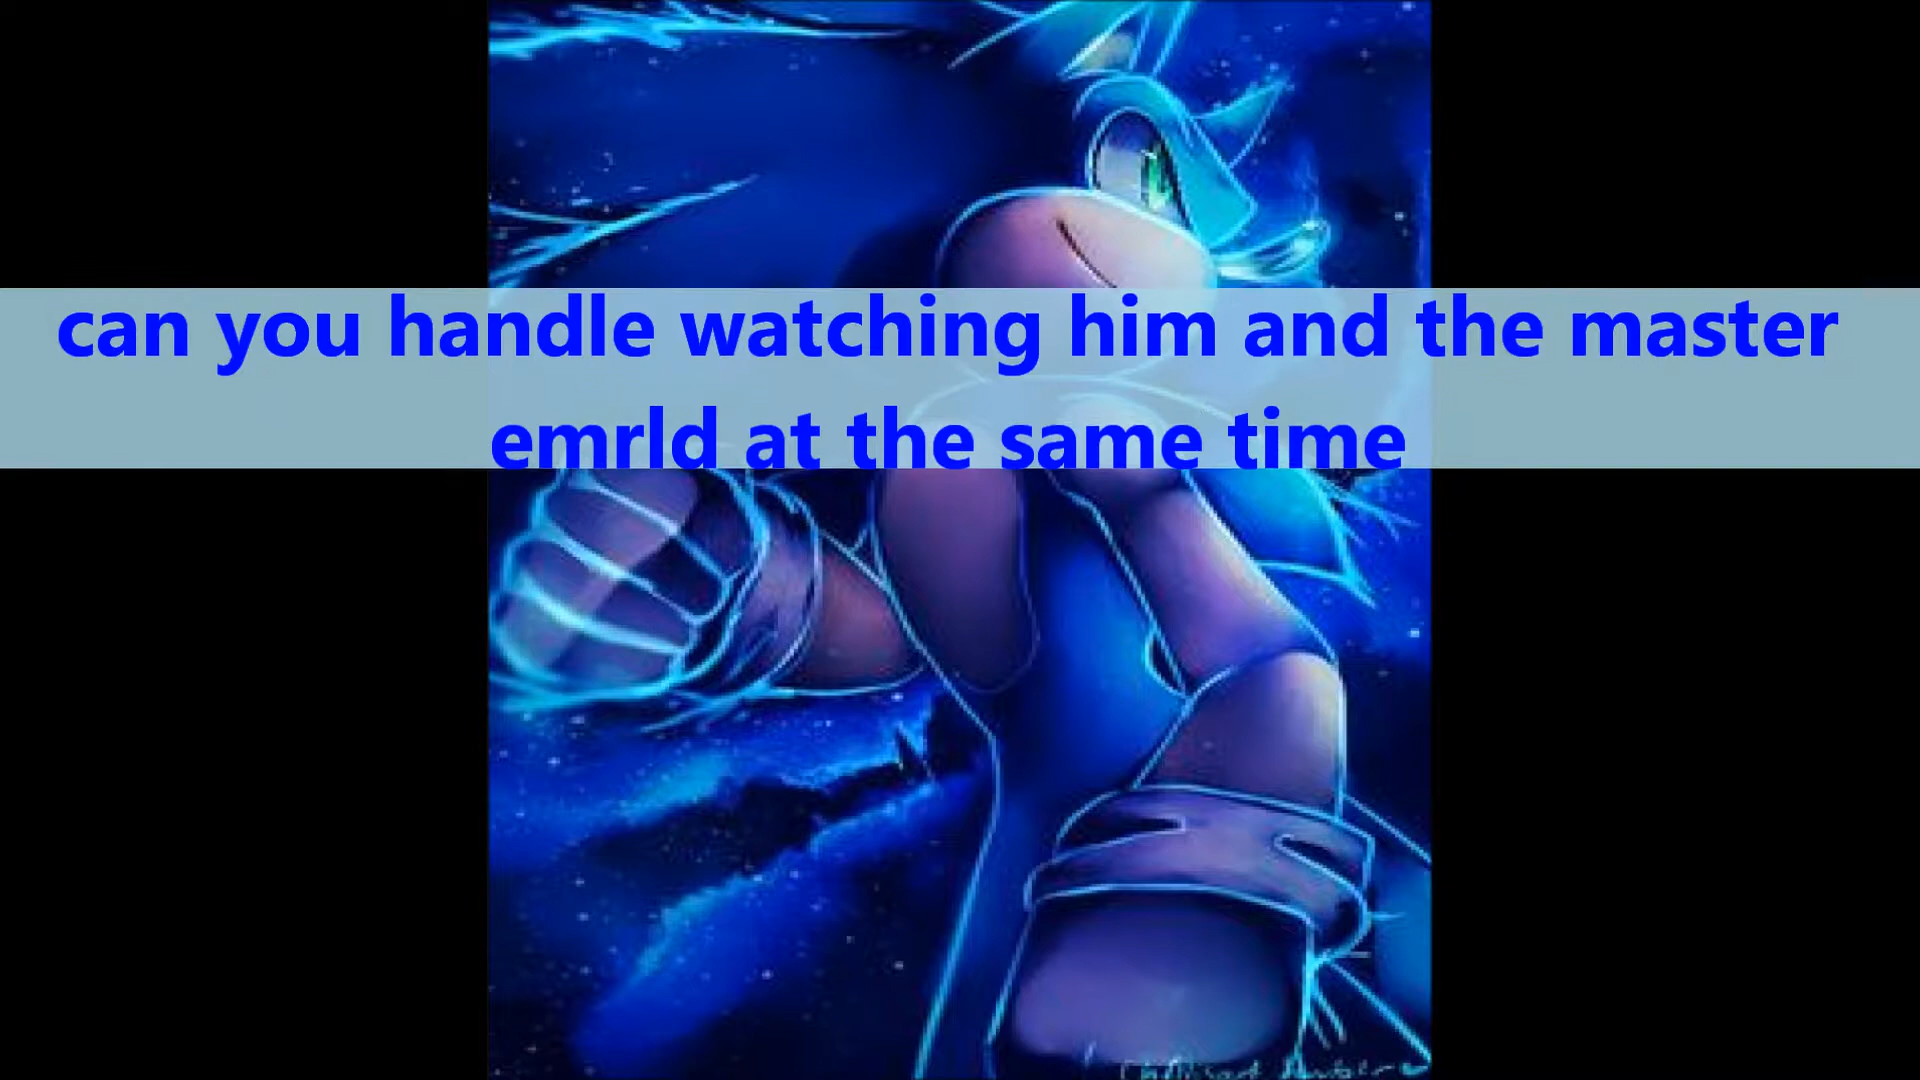 can you handle watching him and the master
emrld at the same time